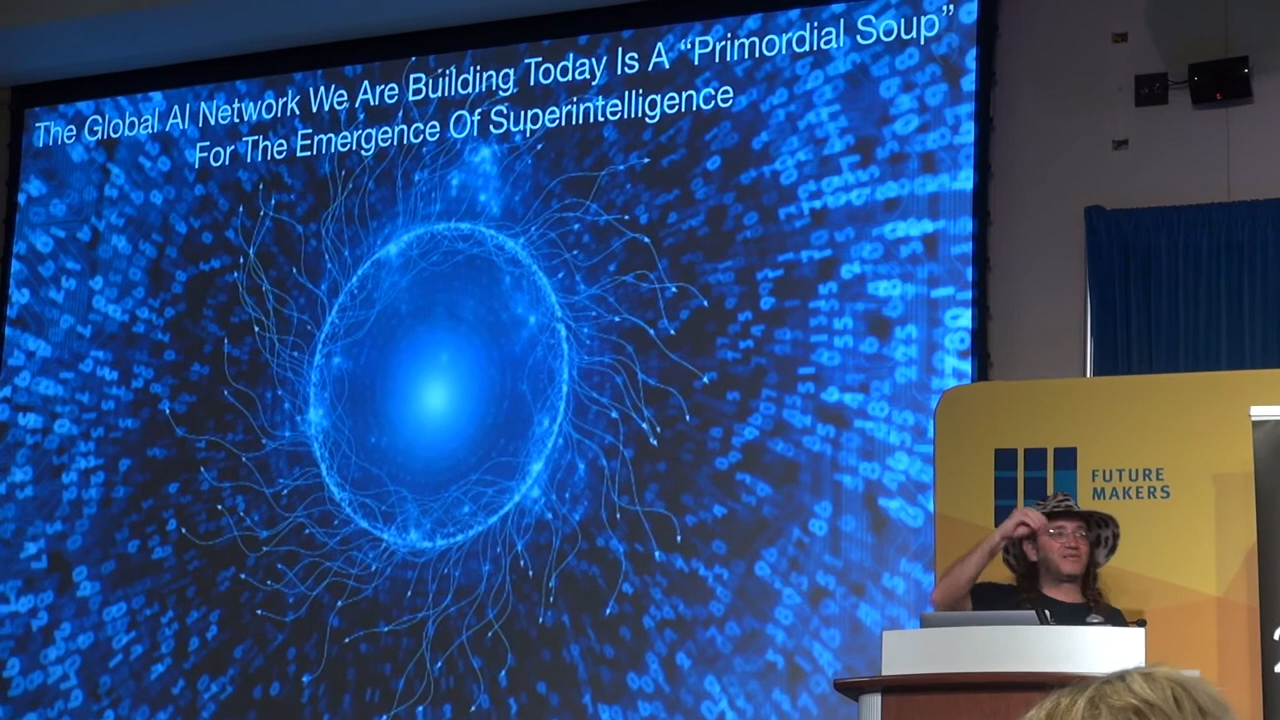 The Global AI Network We Are Building Today Is A “Primordial Soup”
For The Emergence Of Superintelligence
FUTURE
MAKERS